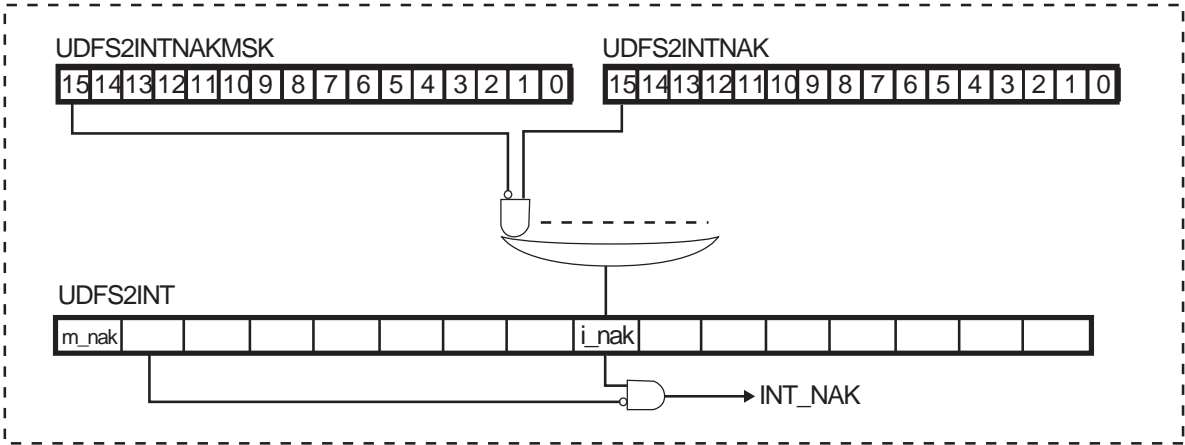 UDFS2INTNAKMSK UDFS2INTNAK
15 14 13 12 11 10 9 8 7 6 5 4 3 2 1 0 15 14 13 12 11 10 9 8 7 6 5 4 3 2 1 0
UDFS2INT
m_nak i_nak
INT_NAK